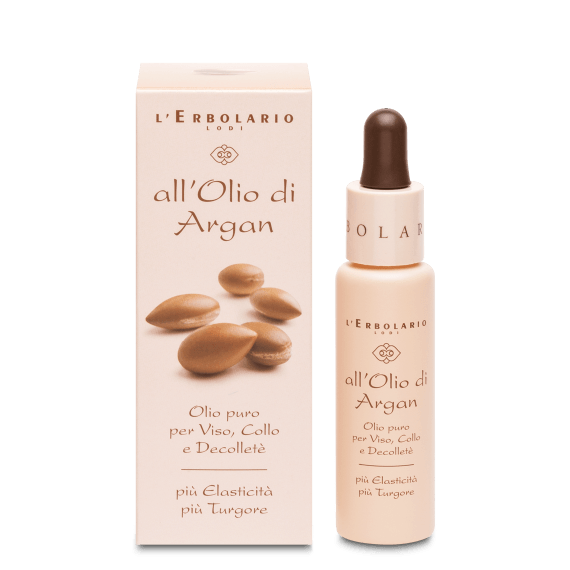 L'ERBOLARIO
LODI
all'Olio di
Argan
Olio puro
per Viso, Collo
e Decolletè
più Elasticità
più Turgore
BOLAR
L'ERBOLARIO
LODI
all'Olio di
Argan
Olio puro
per Viso, Collo
e Decolletè
più Elasticità
più Turgore